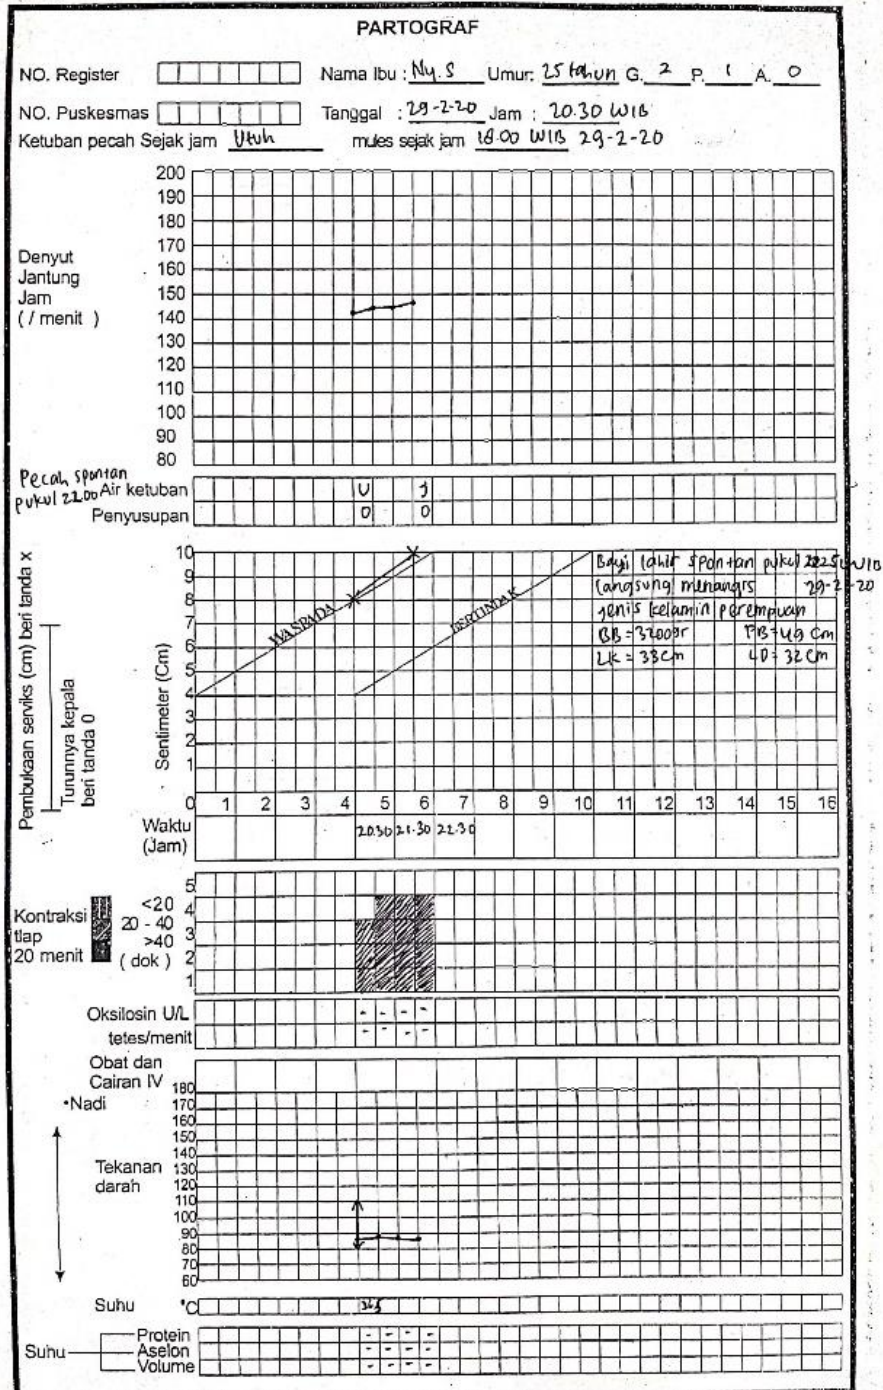 PARTOGRAF
NO. Register Nama Ibu : Ny. S Umur: 25 tahun G. 2 P. 1 A. 0
NO. Puskesmas Tanggal : 29-2-20 Jam : 20.30 WIB
Ketuban pecah Sejak jam Utuh mules sejak jam 18.00 WIB 29-2-20
200
190
180
170
160
150
140
130
120
110
100
90
80
Denyut
Jantung
Jam
( / menit )
Pecah spontan
pukul 22.00
Air ketuban U J
Penyusupan 0 0
Pembukaan serviks (cm) beri tanda x
Turunnya kepala
beri tanda 0
Sentimeter (Cm)
10
9
8
7
6
5
4
3
2
1
0 1 2 3 4 5 6 7 8 9 10 11 12 13 14 15 16
WASPADA
BERTINDAK
Bayi lahir spontan pukul 2225 WIB
langsung menangis 29-2-20
jenis kelamin perempuan
BB = 3200gr PB = 49 Cm
LK = 33 cm LD = 32 Cm
Waktu
(Jam)
20.30 21.30 22.30
Kontraksi
tiap
20 menit
<20
20 - 40
>40
( dok )
5
4
3
2
1
Oksilosin U/L - - - -
tetes/menit - - - -
Obat dan
Cairan IV
•Nadi
Tekanan
darah
180
170
160
150
140
130
120
110
100
90
80
70
60
Suhu °C 365
Suhu
Protein - - - -
Aselon - - - -
Volume - - - -